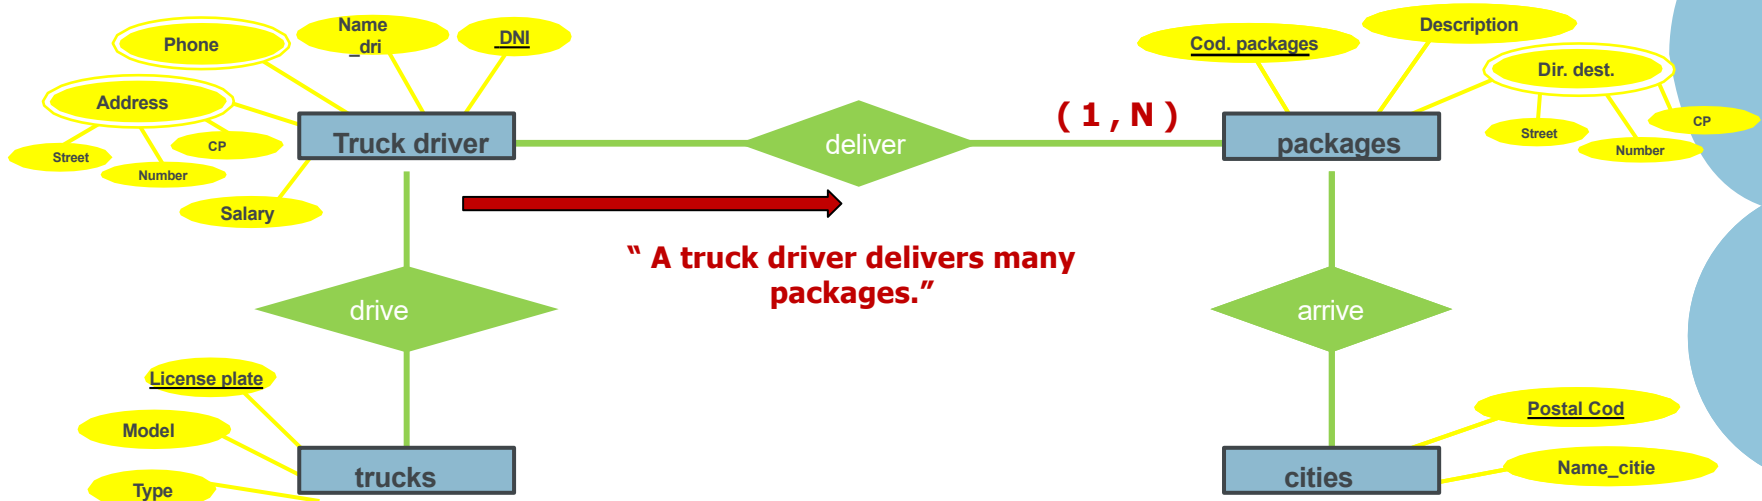 Name
_dri
DNI
Phone
Address
Street
Number
CP
Salary
Truck driver
deliver
( 1 , N )
Cod. packages
Description
Dir. dest.
Street
Number
CP
packages
“ A truck driver delivers many
packages.”
drive
arrive
License plate
Model
Type
trucks
Postal Cod
Name_citie
cities